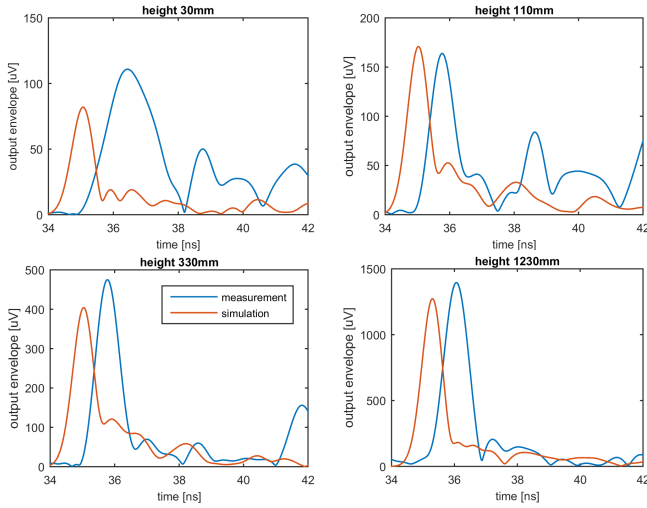 height 30mm
output envelope [uV]
150
100
50
0
34 36 38 40 42
time [ns]
height 110mm
output envelope [uV]
200
150
100
50
0
34 36 38 40 42
time [ns]
height 330mm
output envelope [uV]
500
400
300
200
100
0
measurement
simulation
34 36 38 40 42
time [ns]
height 1230mm
output envelope [uV]
1500
1000
500
0
34 36 38 40 42
time [ns]